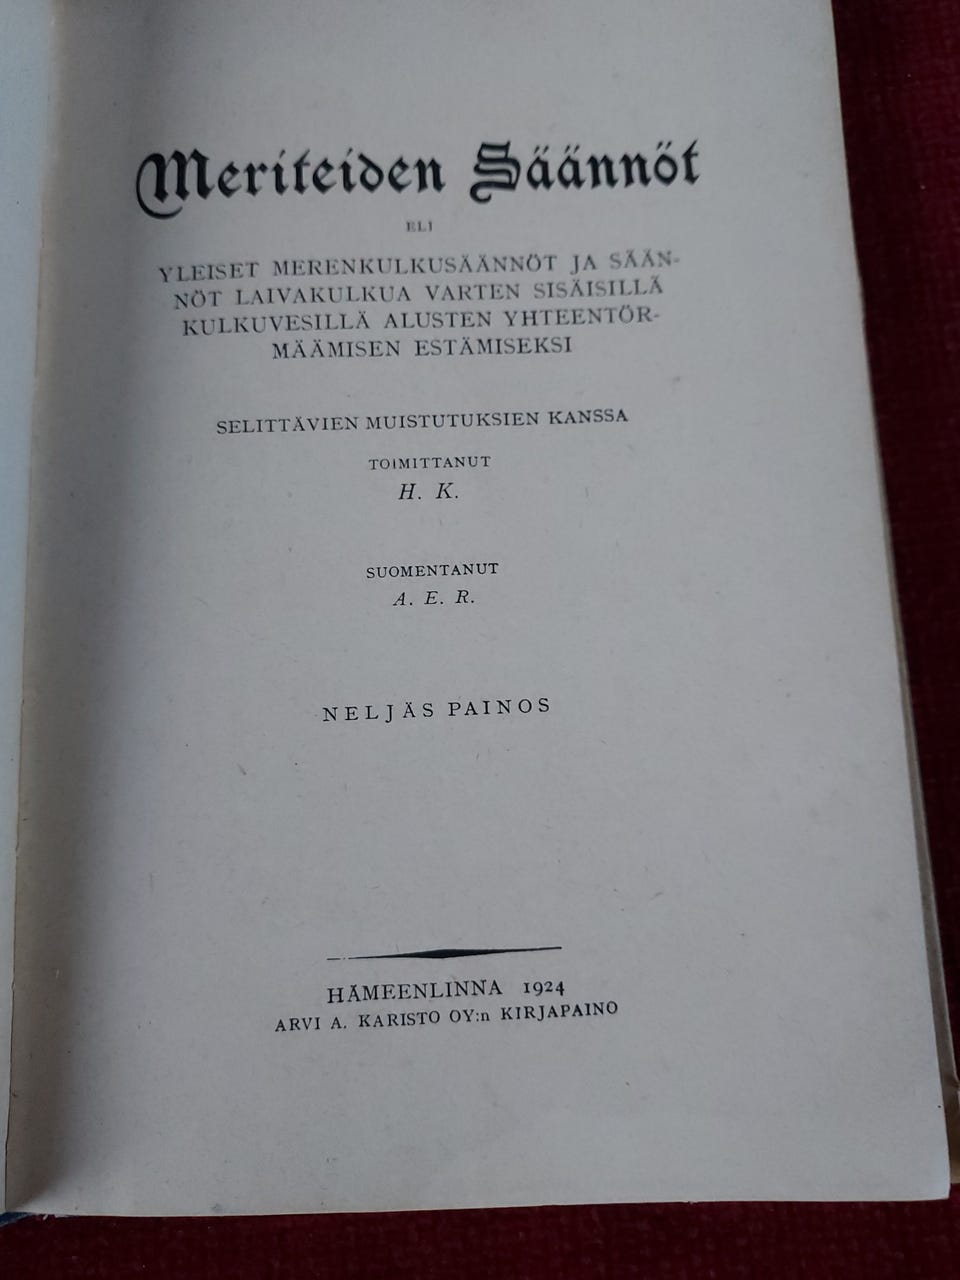 Meriteiden Säännöt
ELI
YLEISET MERENKULKUSÄÄNNÖT JA SÄÄN-
NÖT LAIVAKULKUA VARTEN SISÄISILLÄ
KULKUVESILLÄ ALUSTEN YHTEENTÖR-
MÄÄMISEN ESTÄMISEKSI
SELITTÄVIEN MUISTUTUKSIEN KANSSA
TOIMITTANUT
H. K.
SUOMENTANUT
A. E. R.
NELJÄS PAINOS
HÄMEENLINNA 1924
ARVI A. KARISTO OY:n KIRJAPAINO